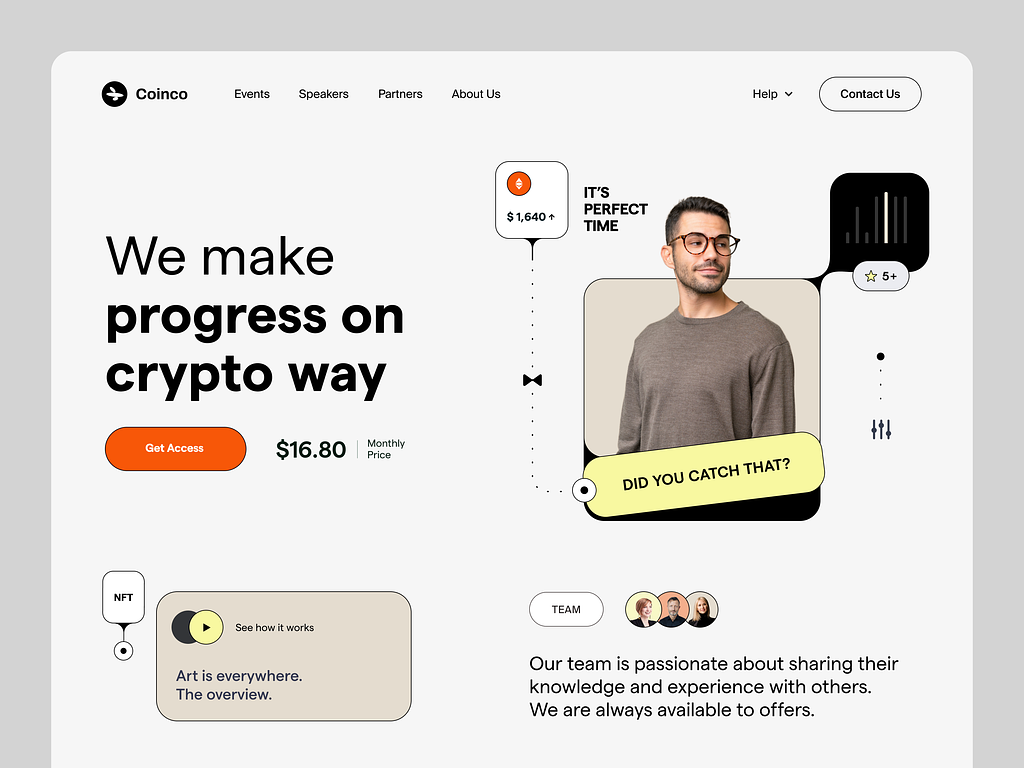 Coinco
Events
Speakers
Partners
About Us
Help
Contact Us
$ 1,640
IT'S
PERFECT
TIME
5+
We make
progress on
crypto way
Get Access
$16.80
Monthly
Price
DID YOU CATCH THAT?
NFT
See how it works
Art is everywhere.
The overview.
TEAM
Our team is passionate about sharing their
knowledge and experience with others.
We are always available to offers.